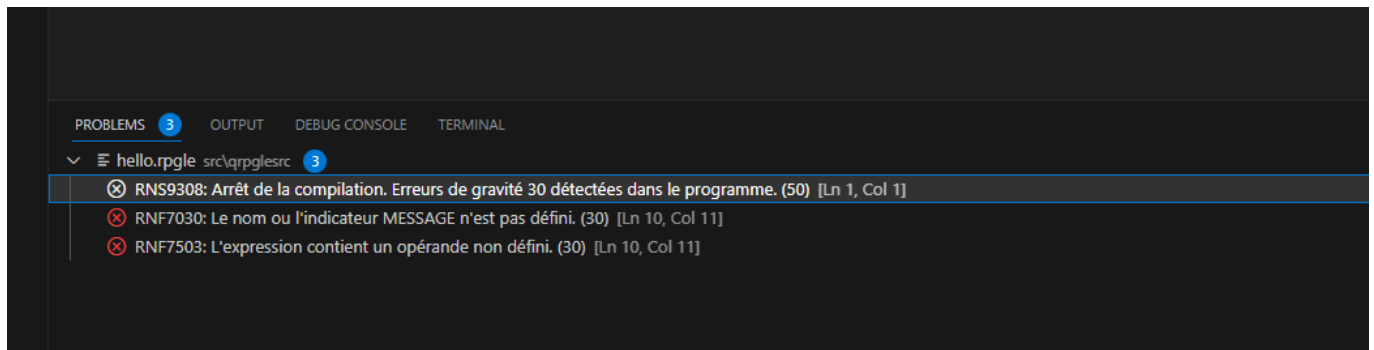 PROBLEMS 3 OUTPUT DEBUG CONSOLE TERMINAL
hello.rpgle src\qrpglesrc 3
RNS9308: Arrêt de la compilation. Erreurs de gravité 30 détectées dans le programme. (50) [Ln 1, Col 1]
RNF7030: Le nom ou l'indicateur MESSAGE n'est pas défini. (30) [Ln 10, Col 11]
RNF7503: L'expression contient un opérande non défini. (30) [Ln 10, Col 11]